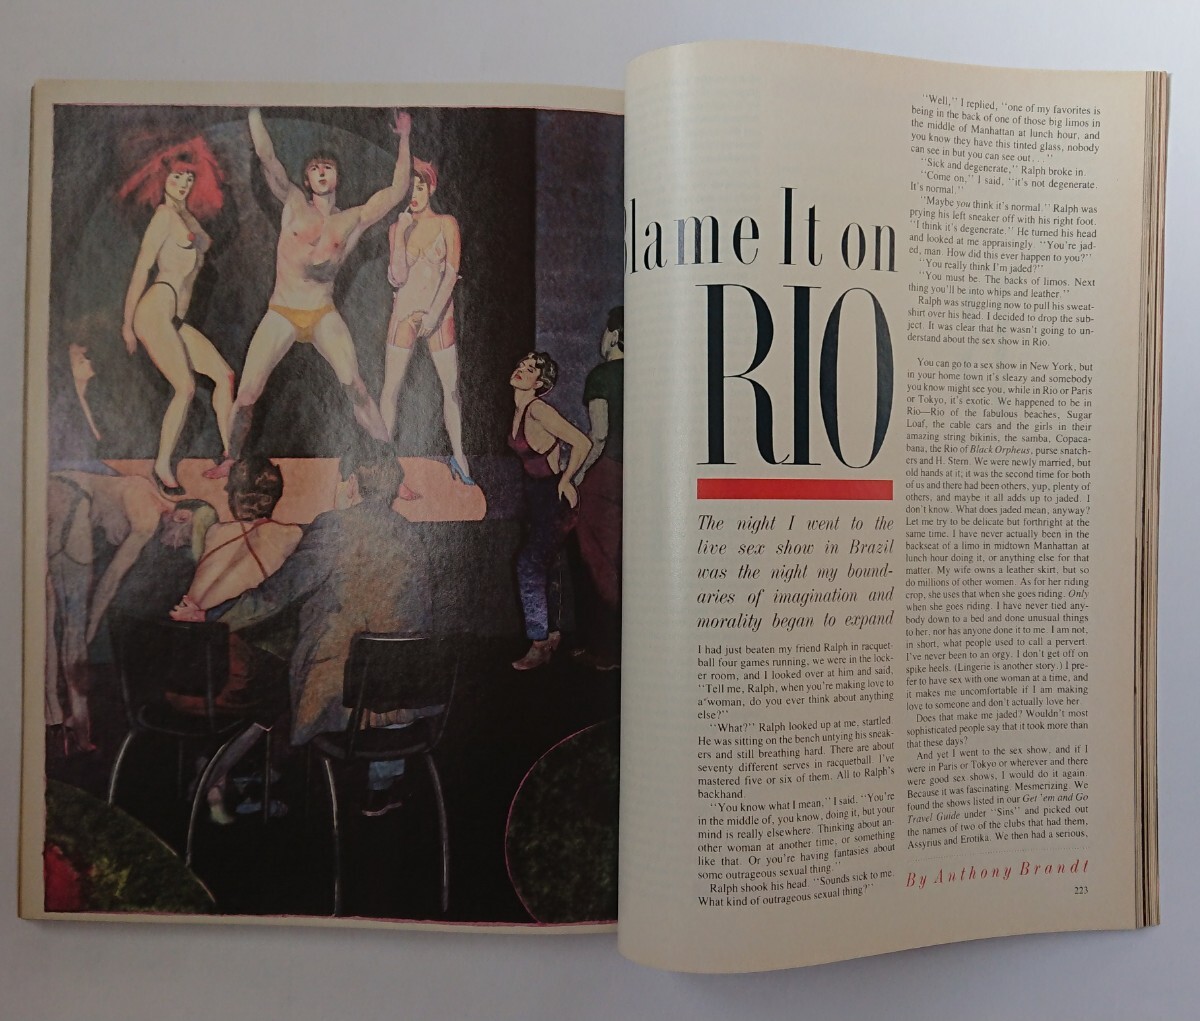 Blame It on
RIO
The night I went to the
live sex show in Brazil
was the night my bound-
aries of imagination and
morality began to expand
I had just beaten my friend Ralph in racquet-
ball four games running, we were in the lock-
er room, and I looked over at him and said,
"Tell me, Ralph, when you're making love to
a woman, do you ever think about anything
else?"
"What?" Ralph looked up at me, startled.
He was sitting on the bench untying his sneak-
ers and still breathing hard. There are about
seventy different serves in racquetball. I've
mastered five or six of them. All to Ralph's
backhand.
"You know what I mean," I said. "You're
in the middle of, you know, doing it, but your
mind is really elsewhere. Thinking about an-
other woman at another time, or something
like that. Or you're having fantasies about
some outrageous sexual thing."
Ralph shook his head. "Sounds sick to me.
What kind of outrageous sexual thing?"
"Well," I replied, "one of my favorites is
being in the back of one of those big limos in
the middle of Manhattan at lunch hour, and
you know they have this tinted glass, nobody
can see in but you can see out. . . "
"Sick and degenerate," Ralph broke in.
"Come on," I said, "it's not degenerate.
It's normal."
"Maybe you think it's normal." Ralph was
prying his left sneaker off with his right foot.
"I think it's degenerate." He turned his head
and looked at me appraisingly. "You're jad-
ed, man. How did this ever happen to you?"
"You really think I'm jaded?"
"You must be. The backs of limos. Next
thing you'll be into whips and leather."
Ralph was struggling now to pull his sweat-
shirt over his head. I decided to drop the sub-
ject. It was clear that he wasn't going to un-
derstand about the sex show in Rio.
You can go to a sex show in New York, but
in your home town it's sleazy and somebody
you know might see you, while in Rio or Paris
or Tokyo, it's exotic. We happened to be in
Rio—Rio of the fabulous beaches, Sugar
Loaf, the cable cars and the girls in their
amazing string bikinis, the samba, Copaca-
bana, the Rio of Black Orpheus, purse snatch-
ers and H. Stern. We were newly married, but
old hands at it; it was the second time for both
of us and there had been others, yup, plenty of
others, and maybe it all adds up to jaded. I
don't know. What does jaded mean, anyway?
Let me try to be delicate but forthright at the
same time. I have never actually been in the
backseat of a limo in midtown Manhattan at
lunch hour doing it, or anything else for that
matter. My wife owns a leather skirt, but so
do millions of other women. As for her riding
crop, she uses that when she goes riding. Only
when she goes riding. I have never tied any-
body down to a bed and done unusual things
to her, nor has anyone done it to me. I am not,
in short, what people used to call a pervert.
I've never been to an orgy. I don't get off on
spike heels. (Lingerie is another story.) I pre-
fer to have sex with one woman at a time, and
it makes me uncomfortable if I am making
love to someone and don't actually love her.
Does that make me jaded? Wouldn't most
sophisticated people say that it took more than
that these days?
And yet I went to the sex show, and if I
were in Paris or Tokyo or wherever and there
were good sex shows, I would do it again.
Because it was fascinating. Mesmerizing. We
found the shows listed in our Get 'em and Go
Travel Guide under "Sins" and picked out
the names of two of the clubs that had them,
Assyrius and Erotika. We then had a serious,
By Anthony Brandt
223